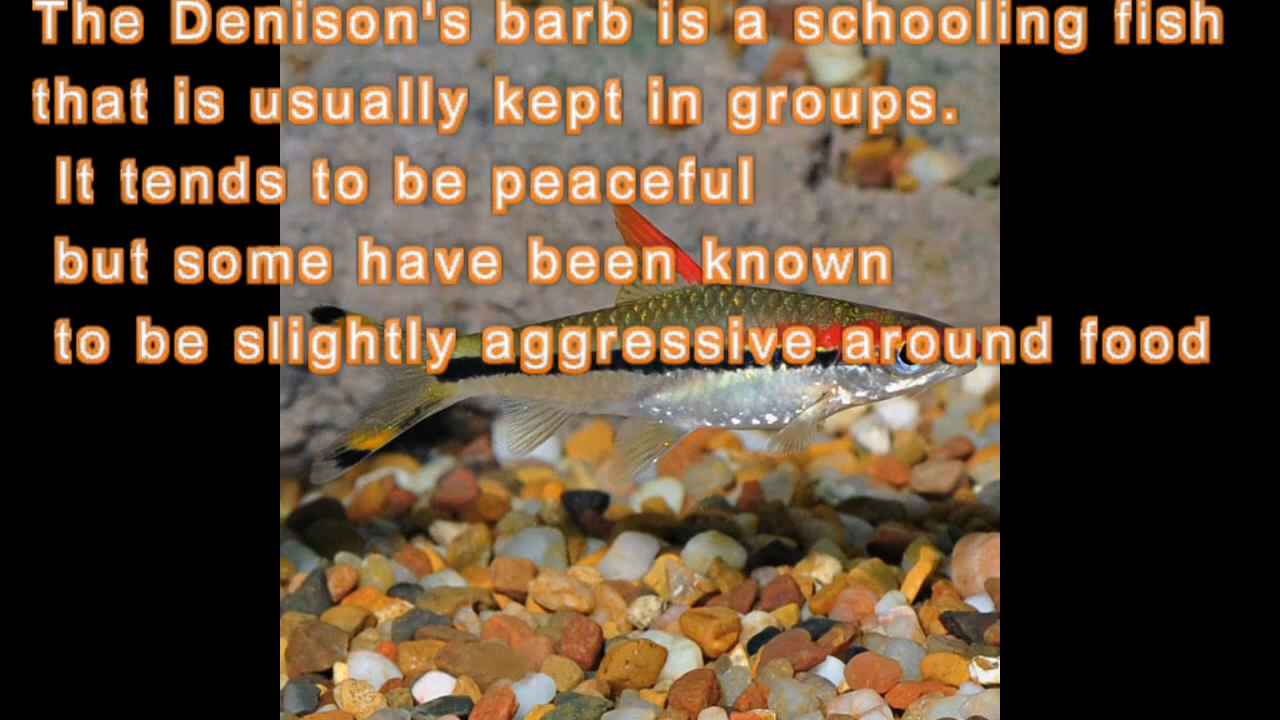 The Denison's barb is a schooling fish
that is usually kept in groups.
It tends to be peaceful
but some have been known
to be slightly aggressive around food